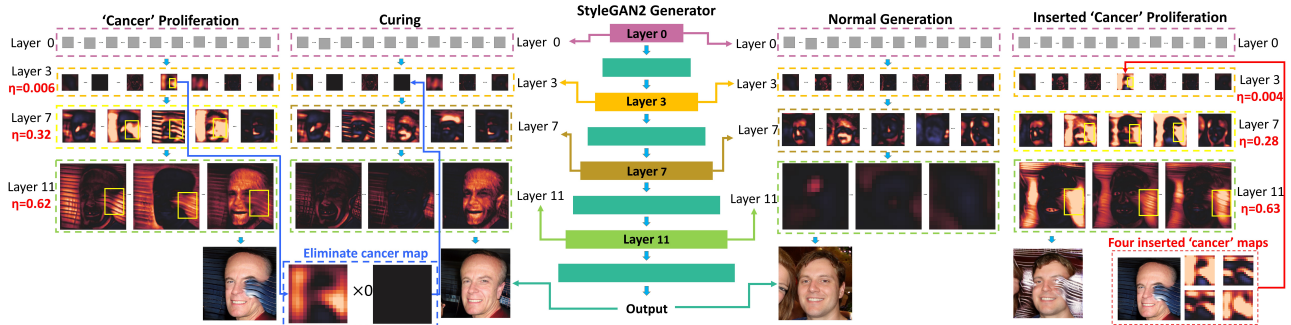 'Cancer' Proliferation
Curing
StyleGAN2 Generator
Normal Generation
Inserted 'Cancer' Proliferation
Layer 0
Layer 0
Layer 0
Layer 0
Layer 0
Layer 3
η=0.006
Layer 3
Layer 3
Layer 3
Layer 3
η=0.004
Layer 7
η=0.32
Layer 7
Layer 7
Layer 7
Layer 7
η=0.28
Layer 11
η=0.62
Layer 11
Layer 11
Layer 11
Layer 11
η=0.63
Eliminate cancer map
×0
Output
Four inserted 'cancer' maps